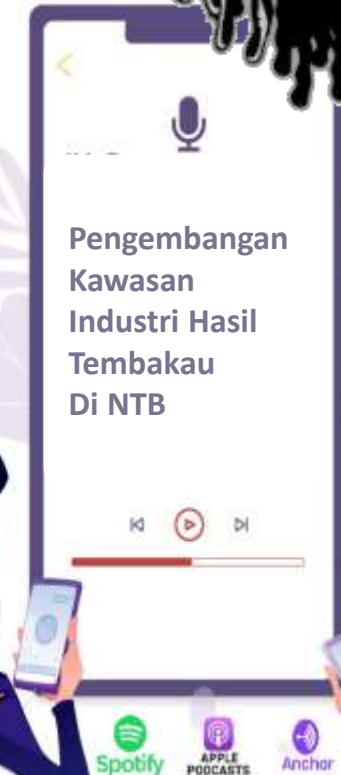 Pengembangan
Kawasan
Industri Hasil
Tembakau
Di NTB
Spotify
APPLE
PODCASTS
Anchor